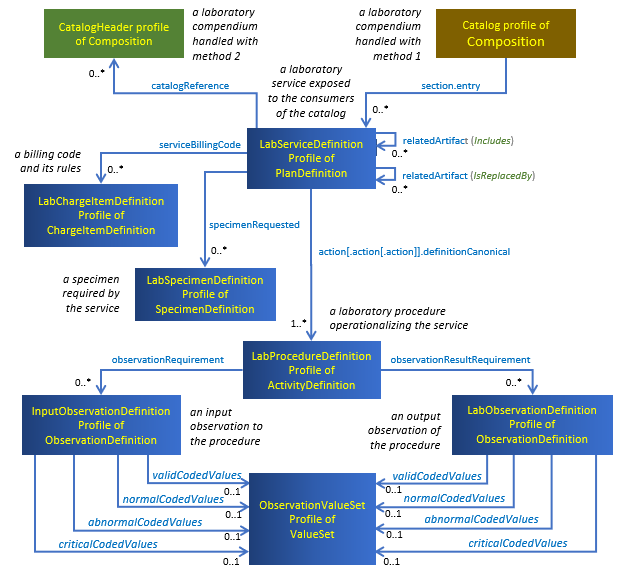 CatalogHeader profile
of Composition
a laboratory
compendium
handled with
method 2
a laboratory
compendium
handled with
method 1
Catalog profile of
Composition
0..*
catalogReference
a laboratory
service exposed
to the consumers
of the catalog
section.entry
0..*
serviceBillingCode
LabServiceDefinition
Profile of
PlanDefinition
relatedArtifact (Includes)
0..*
relatedArtifact (IsReplacedBy)
0..*
a billing code
and its rules
0..*
LabChargeItemDefinition
Profile of
ChargeItemDefinition
specimenRequested
0..*
action[.action[.action]].definitionCanonical
a specimen
required by
the service
LabSpecimenDefinition
Profile of
SpecimenDefinition
1..*
a laboratory procedure
operationalizing the service
observationRequirement
0..*
LabProcedureDefinition
Profile of
ActivityDefinition
observationResultRequirement
0..*
InputObservationDefinition
Profile of
ObservationDefinition
an input
observation to
the procedure
an output
observation of
the procedure
LabObservationDefinition
Profile of
ObservationDefinition
validCodedValues
0..1
normalCodedValues
0..1
abnormalCodedValues
0..1
criticalCodedValues
0..1
ObservationValueSet
Profile of
ValueSet
validCodedValues
0..1
normalCodedValues
0..1
abnormalCodedValues
0..1
criticalCodedValues
0..1